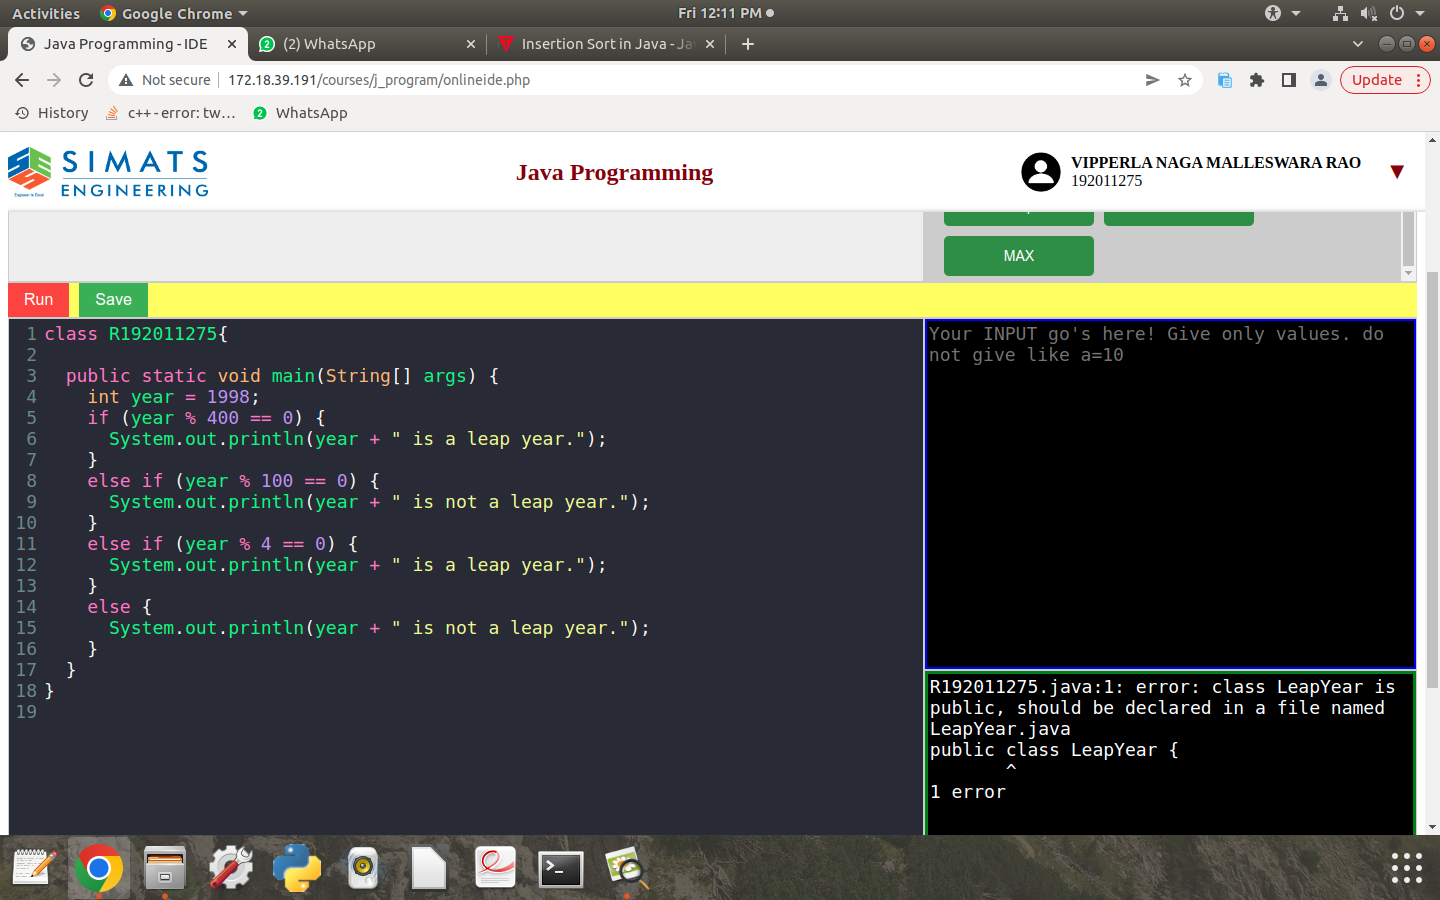 Activities Google Chrome Fri 12:11 PM
Java Programming - IDE (2) WhatsApp Insertion Sort in Java - Jav
Not secure 172.18.39.191/courses/j_program/onlineide.php Update
History c++ - error: tw... 2 WhatsApp
SIMATS
ENGINEERING
Engineer to Excel
Java Programming
VIPPERLA NAGA MALLESWARA RAO
192011275
MAX
Run Save
1 class R192011275{
2
3 public static void main(String[] args) {
4 int year = 1998;
5 if (year % 400 == 0) {
6 System.out.println(year + " is a leap year.");
7 }
8 else if (year % 100 == 0) {
9 System.out.println(year + " is not a leap year.");
10 }
11 else if (year % 4 == 0) {
12 System.out.println(year + " is a leap year.");
13 }
14 else {
15 System.out.println(year + " is not a leap year.");
16 }
17 }
18 }
19
Your INPUT go's here! Give only values. do
not give like a=10
R192011275.java:1: error: class LeapYear is
public, should be declared in a file named
LeapYear.java
public class LeapYear {
^
1 error